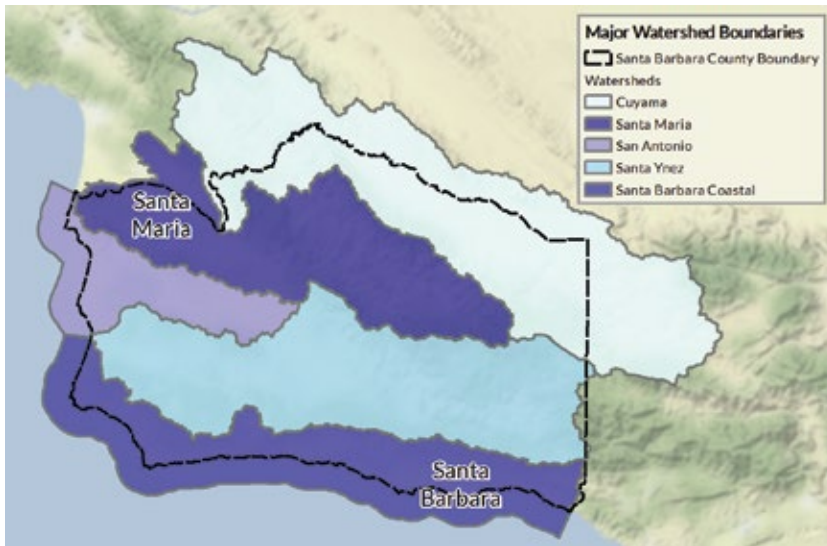 Major Watershed Boundaries
Santa Barbara County Boundary
Watersheds
Cuyama
Santa Maria
San Antonio
Santa Ynez
Santa Barbara Coastal
Santa
Maria
Santa
Barbara